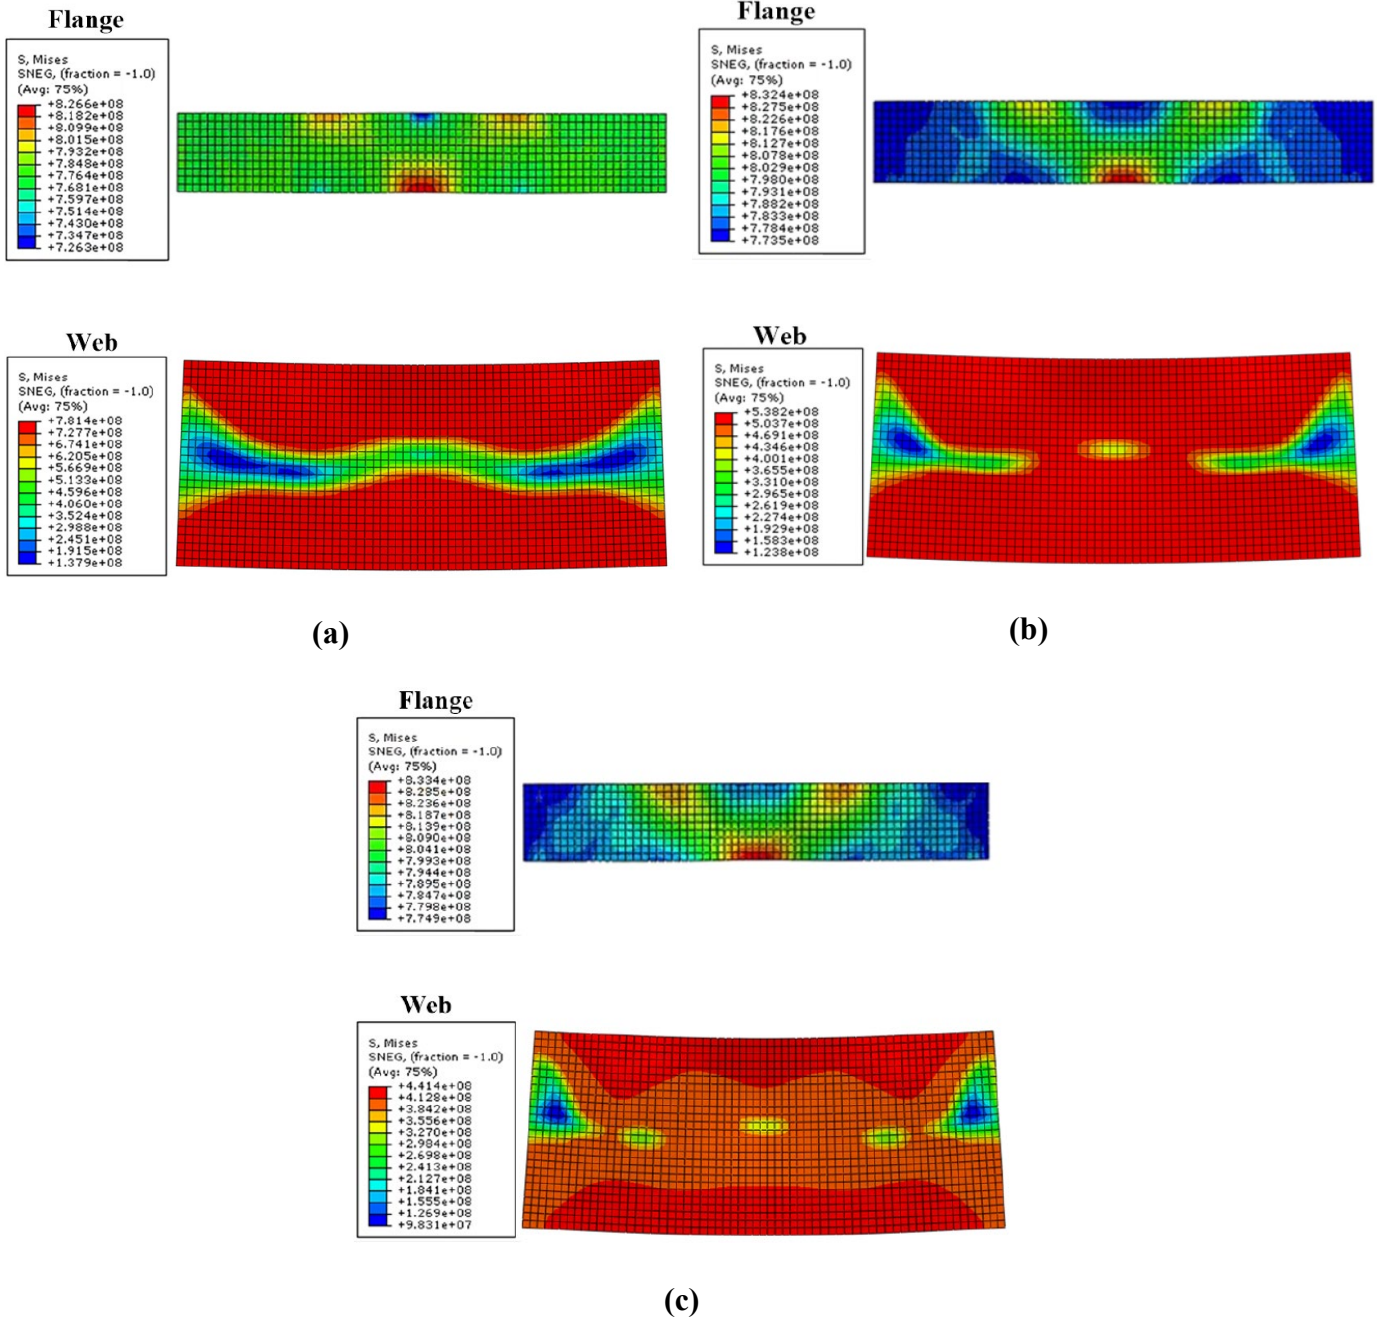 Flange
S, Mises
SNEG, (fraction = -1.0)
(Avg: 75%)
+8.266e+08
+8.182e+08
+8.099e+08
+8.015e+08
+7.932e+08
+7.848e+08
+7.764e+08
+7.681e+08
+7.597e+08
+7.514e+08
+7.430e+08
+7.347e+08
+7.263e+08
Web
S, Mises
SNEG, (fraction = -1.0)
(Avg: 75%)
+7.814e+08
+7.277e+08
+6.741e+08
+6.205e+08
+5.669e+08
+5.133e+08
+4.596e+08
+4.060e+08
+3.524e+08
+2.988e+08
+2.451e+08
+1.915e+08
+1.379e+08
(a)
Flange
S, Mises
SNEG, (fraction = -1.0)
(Avg: 75%)
+8.324e+08
+8.275e+08
+8.226e+08
+8.176e+08
+8.127e+08
+8.078e+08
+8.029e+08
+7.980e+08
+7.931e+08
+7.882e+08
+7.833e+08
+7.784e+08
+7.735e+08
Web
S, Mises
SNEG, (fraction = -1.0)
(Avg: 75%)
+5.382e+08
+5.037e+08
+4.691e+08
+4.346e+08
+4.001e+08
+3.655e+08
+3.310e+08
+2.965e+08
+2.619e+08
+2.274e+08
+1.929e+08
+1.583e+08
+1.238e+08
(b)
Flange
S, Mises
SNEG, (fraction = -1.0)
(Avg: 75%)
+8.334e+08
+8.285e+08
+8.236e+08
+8.187e+08
+8.139e+08
+8.090e+08
+8.041e+08
+7.993e+08
+7.944e+08
+7.895e+08
+7.847e+08
+7.798e+08
+7.749e+08
Web
S, Mises
SNEG, (fraction = -1.0)
(Avg: 75%)
+4.414e+08
+4.128e+08
+3.842e+08
+3.556e+08
+3.270e+08
+2.984e+08
+2.698e+08
+2.413e+08
+2.127e+08
+1.841e+08
+1.555e+08
+1.269e+08
+9.831e+07
(c)